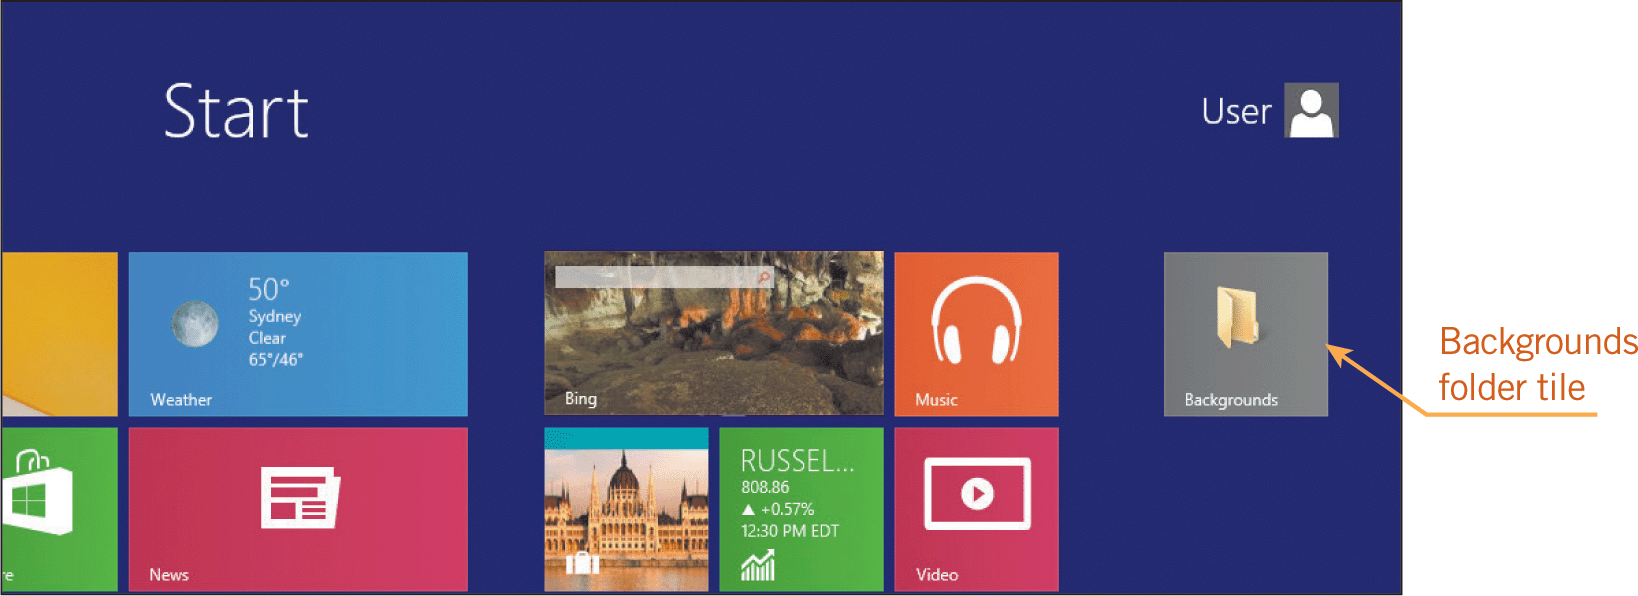 Start
User
50°
Sydney
Clear
65°/46°
Weather
Bing
Music
Backgrounds
Backgrounds
folder tile
RUSSEL...
808.86
▲ +0.57%
12:30 PM EDT
re
News
Video